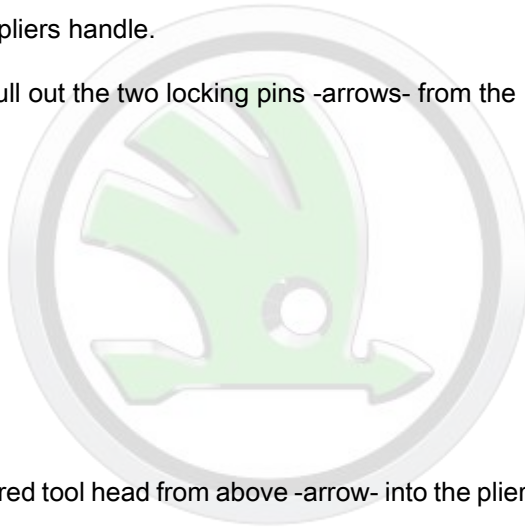 pliers handle.
ull out the two locking pins -arrows- from the
red tool head from above -arrow- into the plier